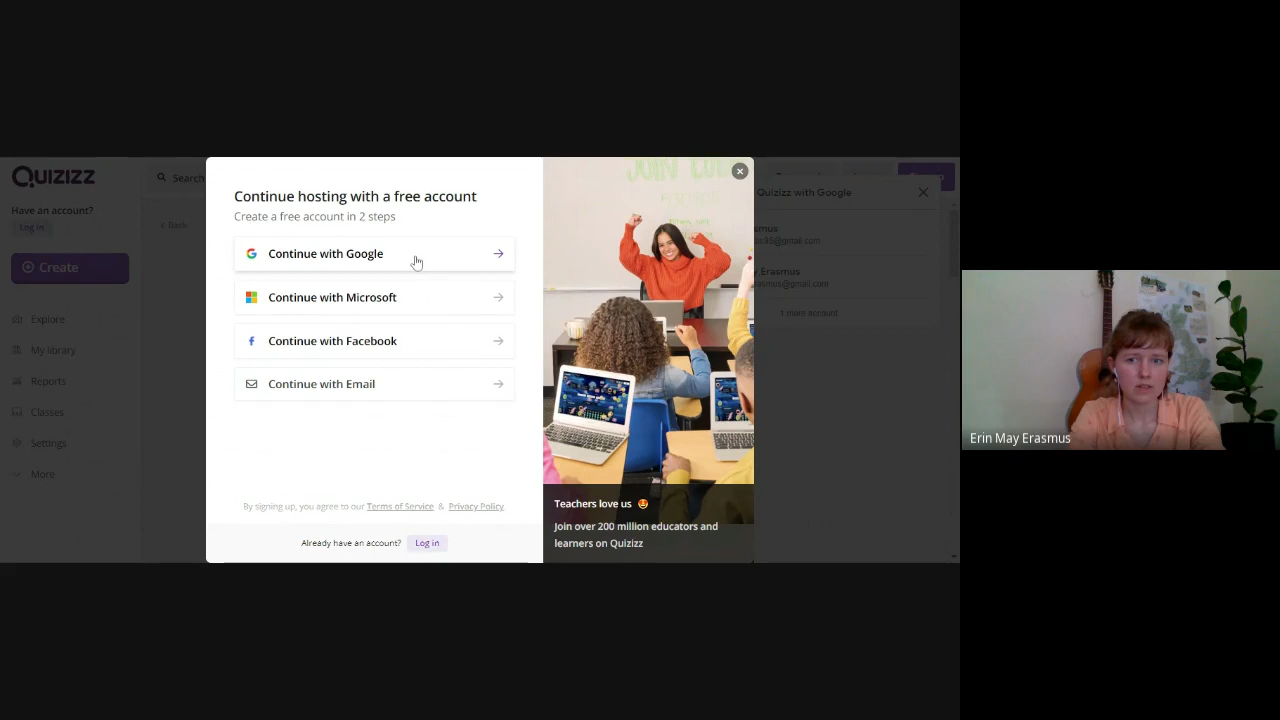 QUIZIZZ
Have an account?
Log in
Create
Explore
My library
Reports
Classes
Settings
More
Search
Back
Continue hosting with a free account
Create a free account in 2 steps
Continue with Google
Continue with Microsoft
Continue with Facebook
Continue with Email
By signing up, you agree to our Terms of Service & Privacy Policy.
Already have an account? Log in
Teachers love us
Join over 200 million educators and
learners on Quizizz
Quizizz with Google
Erasmus
1 more account
Erin May Erasmus